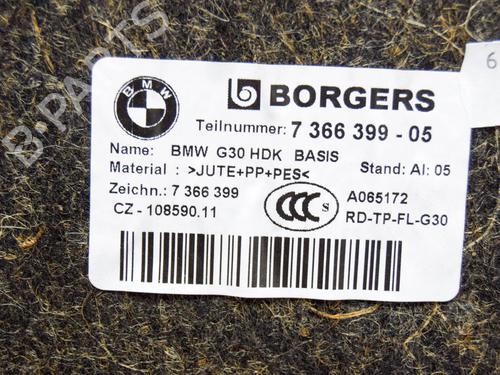 B-PARTS
6
BMW
BORGERS
Teilnummer: 7 366 399 - 05
Name: BMW G30 HDK BASIS
Stand: AI: 05
Material : >JUTE+PP+PES<
Zeichn.: 7 366 399
A065172
CZ - 108590.11
CCC S
RD-TP-FL-G30